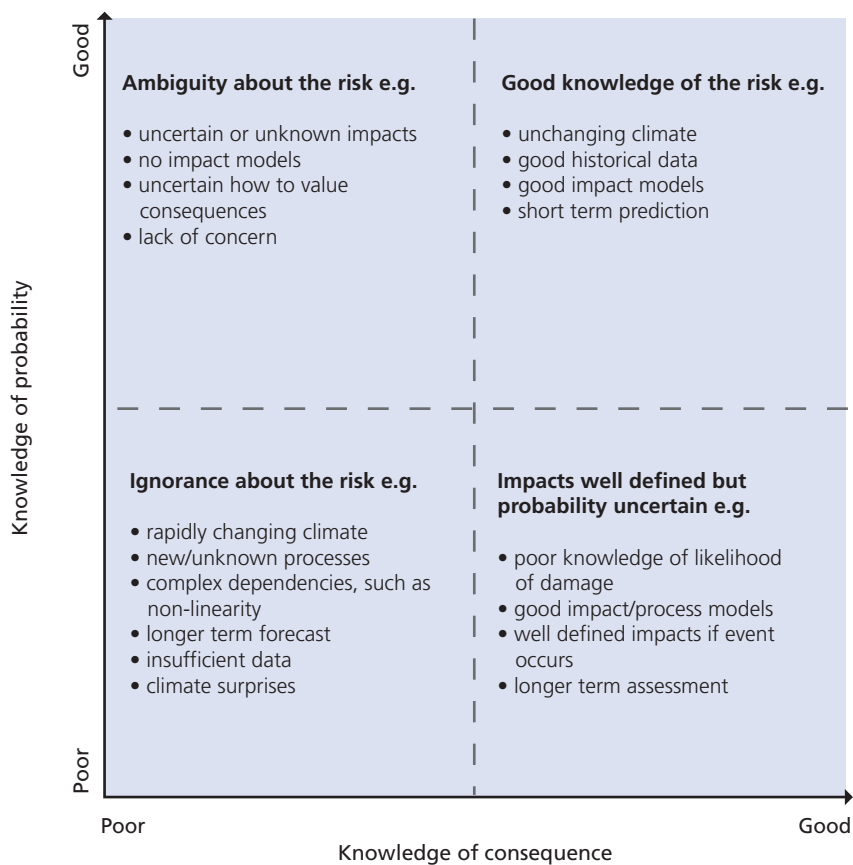 Good
Knowledge of probability
Poor
Ambiguity about the risk e.g.
• uncertain or unknown impacts
• no impact models
• uncertain how to value
consequences
• lack of concern
Good knowledge of the risk e.g.
• unchanging climate
• good historical data
• good impact models
• short term prediction
Ignorance about the risk e.g.
• rapidly changing climate
• new/unknown processes
• complex dependencies, such as
non-linearity
• longer term forecast
• insufficient data
• climate surprises
Impacts well defined but
probability uncertain e.g.
• poor knowledge of likelihood
of damage
• good impact/process models
• well defined impacts if event
occurs
• longer term assessment
Poor
Good
Knowledge of consequence